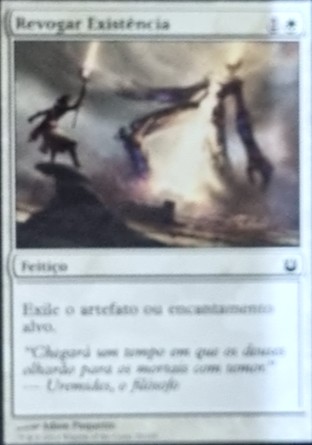 Revogar Existência 1
Feitiço
Exile o artefato ou encantamento
alvo.
"Chegará um tempo em que os deuses
olharão para os mortais com temor."
— Uremides, o filósofo
Adam Paquette